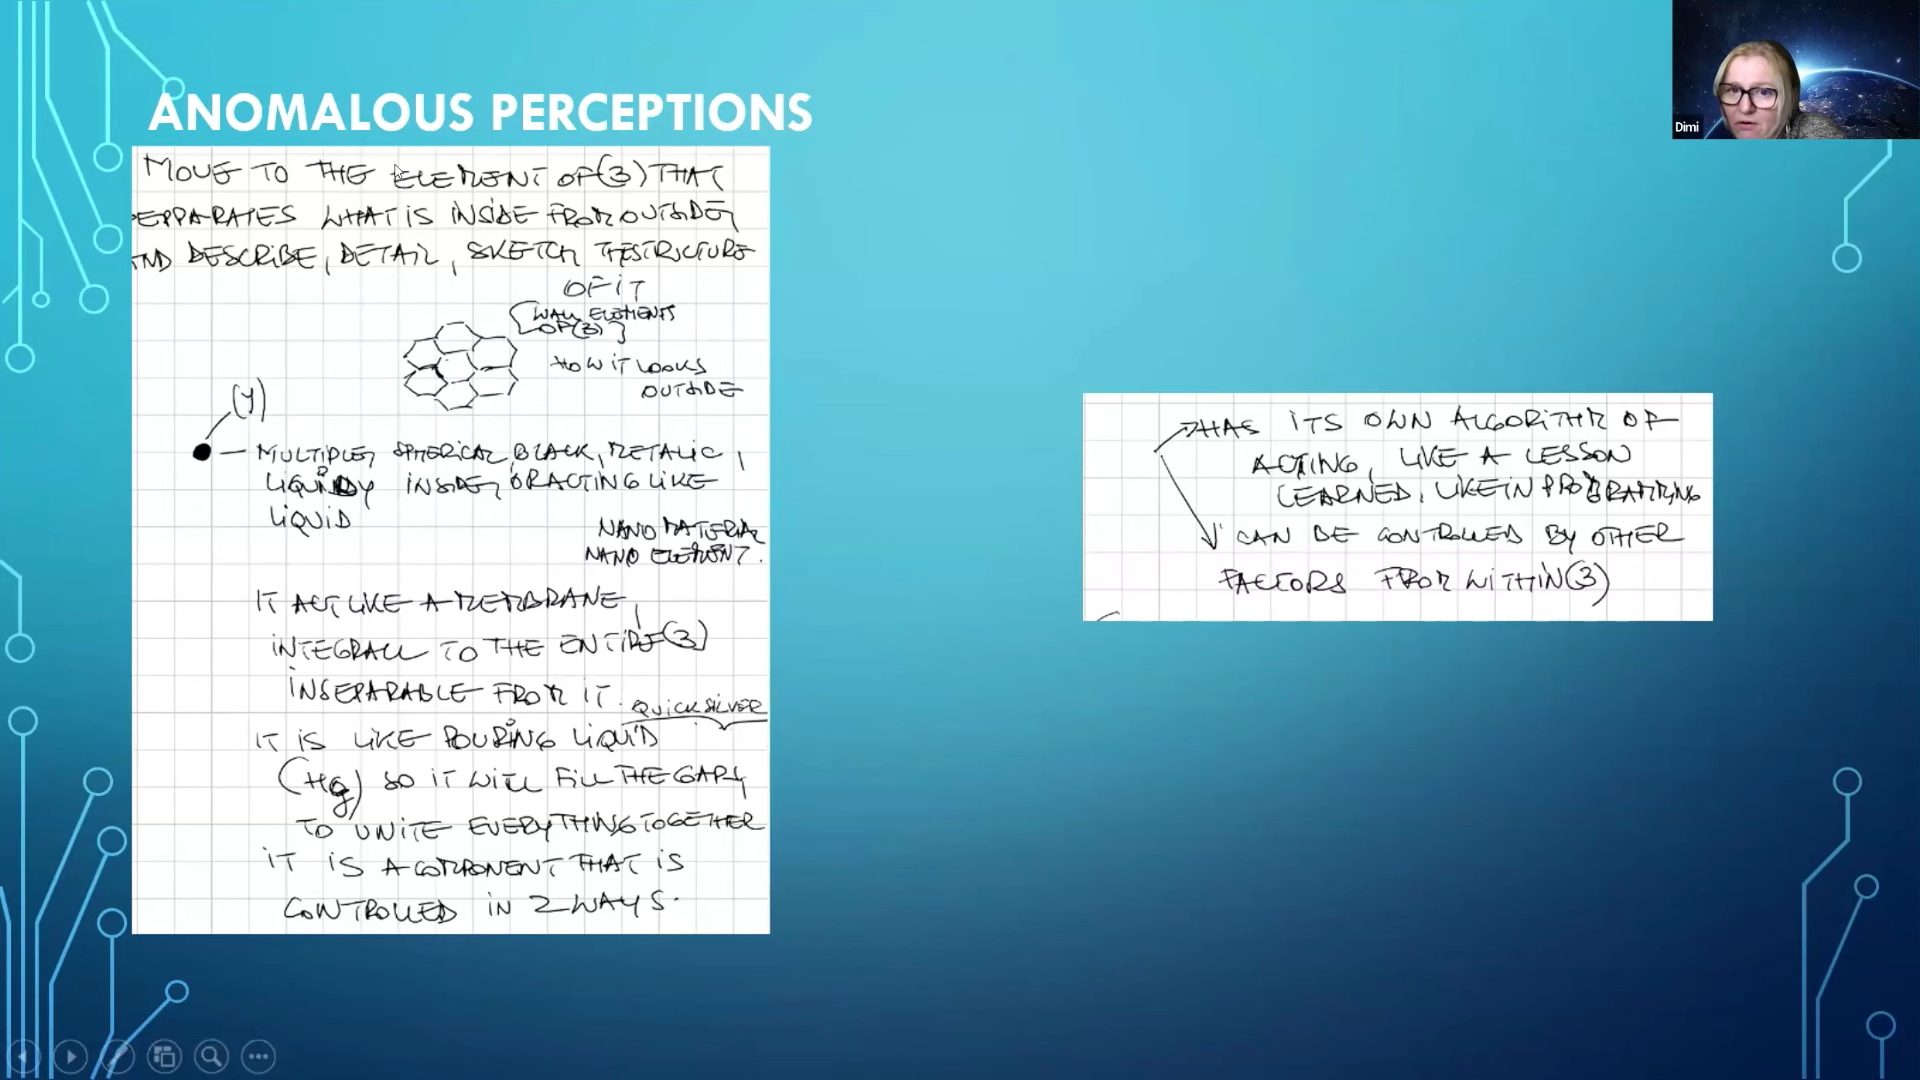 ANOMALOUS PERCEPTIONS
MOVE TO THE ELEMENT OF (3) THAT
SEPPARATES WHAT IS INSIDE FROM OUTSIDE,
AND DESCRIBE, DETAIL, SKETCH THE STRUCTURE
OF IT
[WALL ELEMENTS
OF (3)]
HOW IT LOOKS
OUTSIDE
(Y)
— MULTIPLE, SPHERICAL, BLACK, METALIC,
LIQUIDY INSIDE, OR ACTING LIKE
LIQUID
NANO MATERIAL
NANO ELEMENT.
IT ACT LIKE A MEMBRANE,
INTEGRALL TO THE ENTIRE (3)
INSEPARABLE FROM IT.
QUICKSILVER
IT IS LIKE POURING LIQUID
(Hg) SO IT WILL FILL THE GAPS
TO UNITE EVERYTHING TOGETHER
IT IS A COMPONENT THAT IS
CONTROLLED IN 2 WAYS.
HAS ITS OWN ALGORITHM OF
ACTING, LIKE A LESSON
LEARNED, LIKE IN PROGRAMMING
CAN BE CONTROLLED BY OTHER
FACTORS FROM WITHIN (3)
Dimi